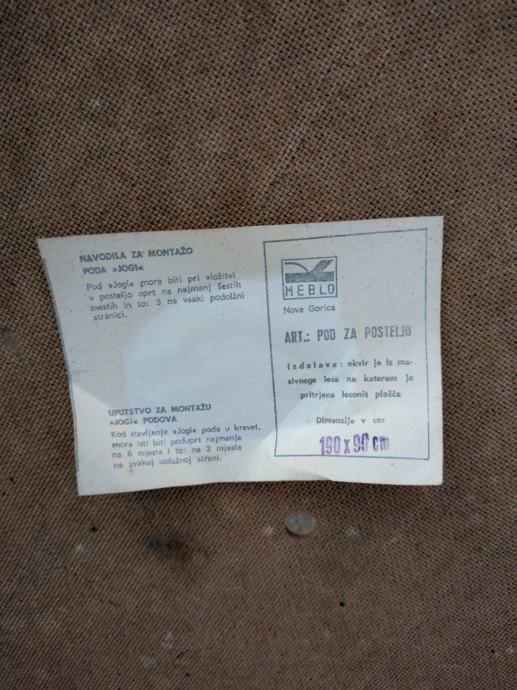 NAVODILA ZA MONTAŽO
PODA »JOGI«
Pod »Jogi« mora biti pri vložitvi
v posteljo oprt na najmanj šestih
mestih in to: 3 na vsaki podolžni
stranici.
UPUTSTVO ZA MONTAŽU
»JOGI« PODOVA
Kod stavljenja »Jogi« poda u krevet,
mora isti biti poduprt najmanje
na 6 mjesta i to: na 3 mjesta
na svakoj uzdužnoj strani.
MEBLO
Nova Gorica
ART.: POD ZA POSTELJO
Izdelava: okvir je iz ma-
sivnega lesa na katerem je
pritrjena lesonit plošča
Dimenzije v cm
190 x 90 cm